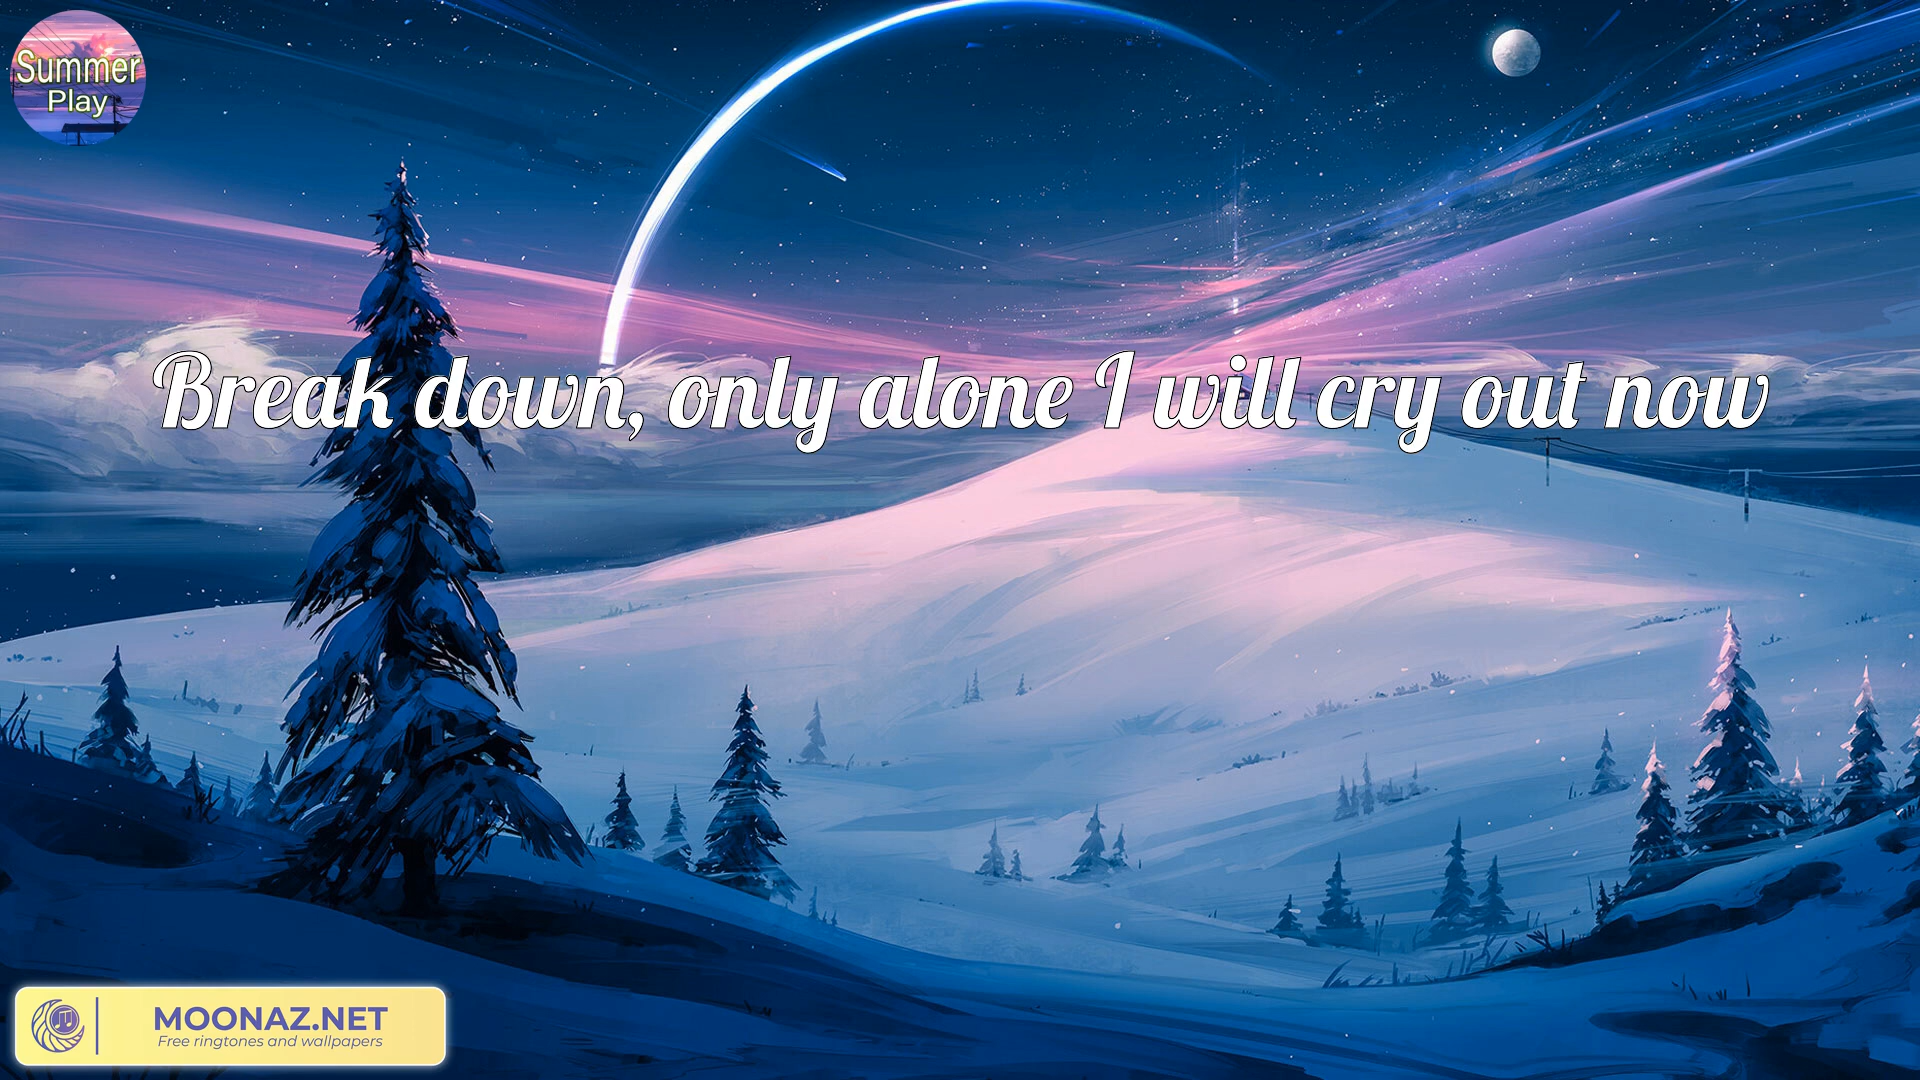 Summer
Play
Break down, only alone I will cry out now
MOONAZ.NET
Free ringtones and wallpapers